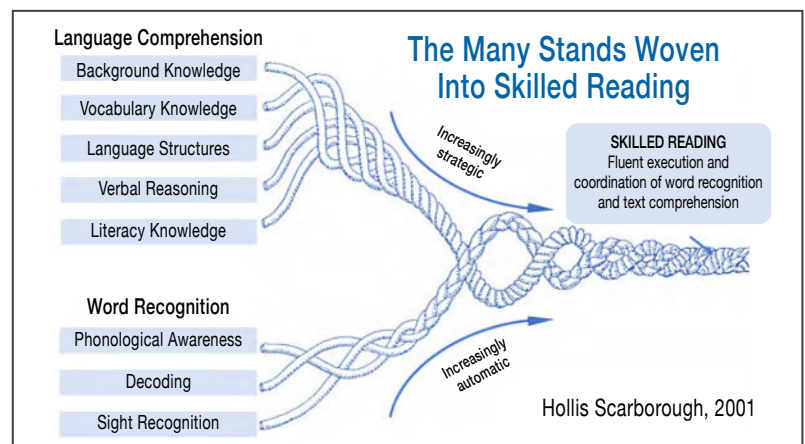 The Many Stands Woven
Into Skilled Reading
Language Comprehension
Background Knowledge
Vocabulary Knowledge
Language Structures
Verbal Reasoning
Literacy Knowledge
Word Recognition
Phonological Awareness
Decoding
Sight Recognition
Increasingly
strategic
Increasingly
automatic
SKILLED READING
Fluent execution and
coordination of word recognition
and text comprehension
Hollis Scarborough, 2001